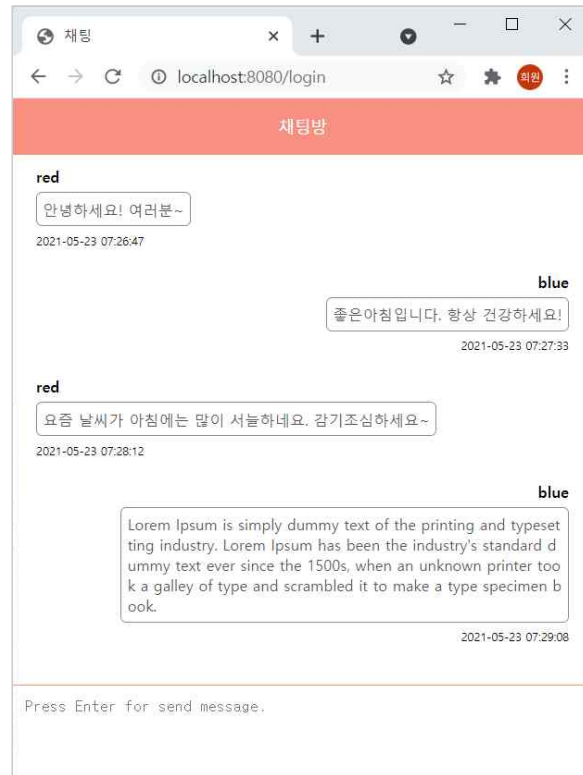 채팅
localhost:8080/login
회원
채팅방
red
안녕하세요! 여러분~
2021-05-23 07:26:47
blue
좋은아침입니다. 항상 건강하세요!
2021-05-23 07:27:33
red
요즘 날씨가 아침에는 많이 서늘하네요. 감기조심하세요~
2021-05-23 07:28:12
blue
Lorem Ipsum is simply dummy text of the printing and typeset
ting industry. Lorem Ipsum has been the industry's standard d
ummy text ever since the 1500s, when an unknown printer too
k a galley of type and scrambled it to make a type specimen b
ook.
2021-05-23 07:29:08
Press Enter for send message.